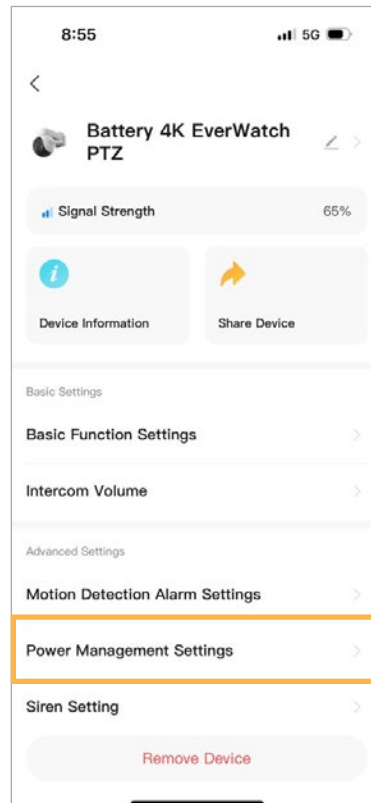 8:55
5G
Battery 4K EverWatch
PTZ
Signal Strength
65%
Device Information
Share Device
Basic Settings
Basic Function Settings
Intercom Volume
Advanced Settings
Motion Detection Alarm Settings
Power Management Settings
Siren Setting
Remove Device